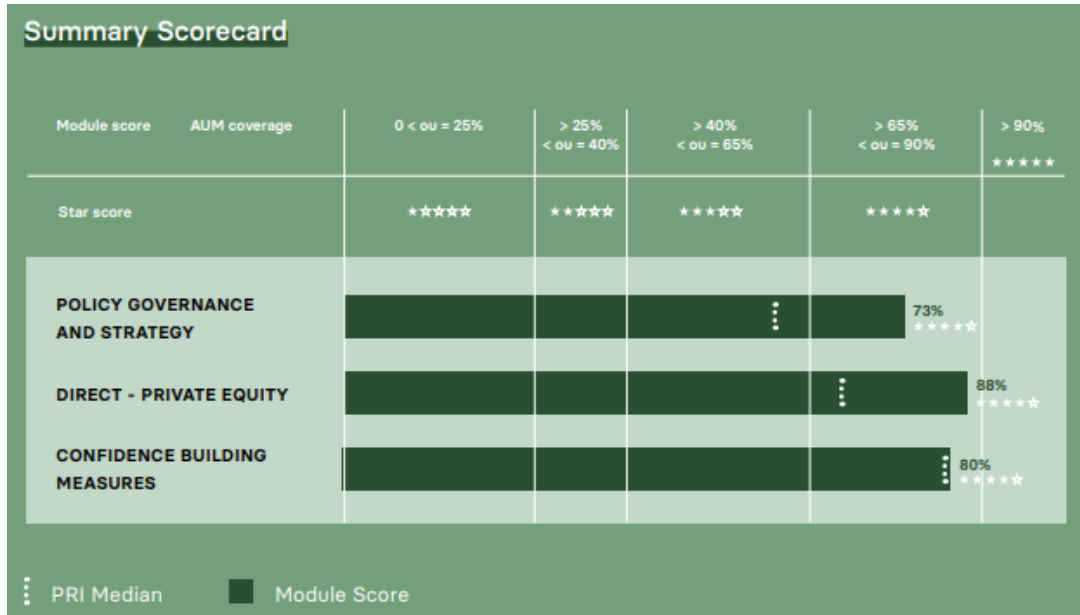 Summary Scorecard
Module score AUM coverage 0 < ou = 25% > 25% > 40% > 65% > 90%
< ou = 40% < ou = 65% < ou = 90%
★★★★★
Star score ★☆☆☆☆ ★★☆☆☆ ★★★☆☆ ★★★★☆
POLICY GOVERNANCE
AND STRATEGY
73%
★★★★☆
DIRECT - PRIVATE EQUITY
88%
★★★★☆
CONFIDENCE BUILDING
MEASURES
80%
★★★★☆
PRI Median Module Score